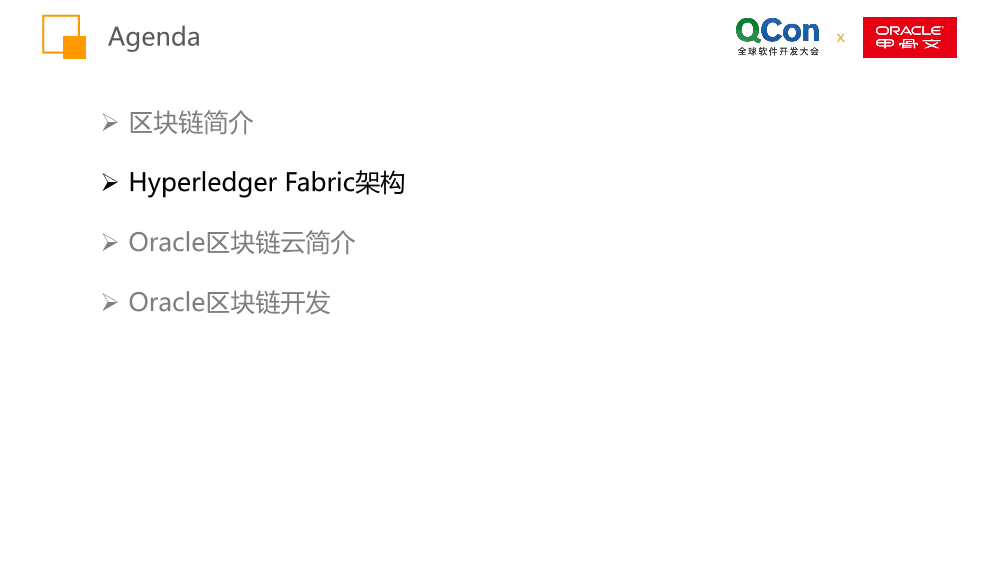 Agenda
QCon
全球软件开发大会
x
ORACLE
甲骨文
区块链简介
Hyperledger Fabric架构
Oracle区块链云简介
Oracle区块链开发